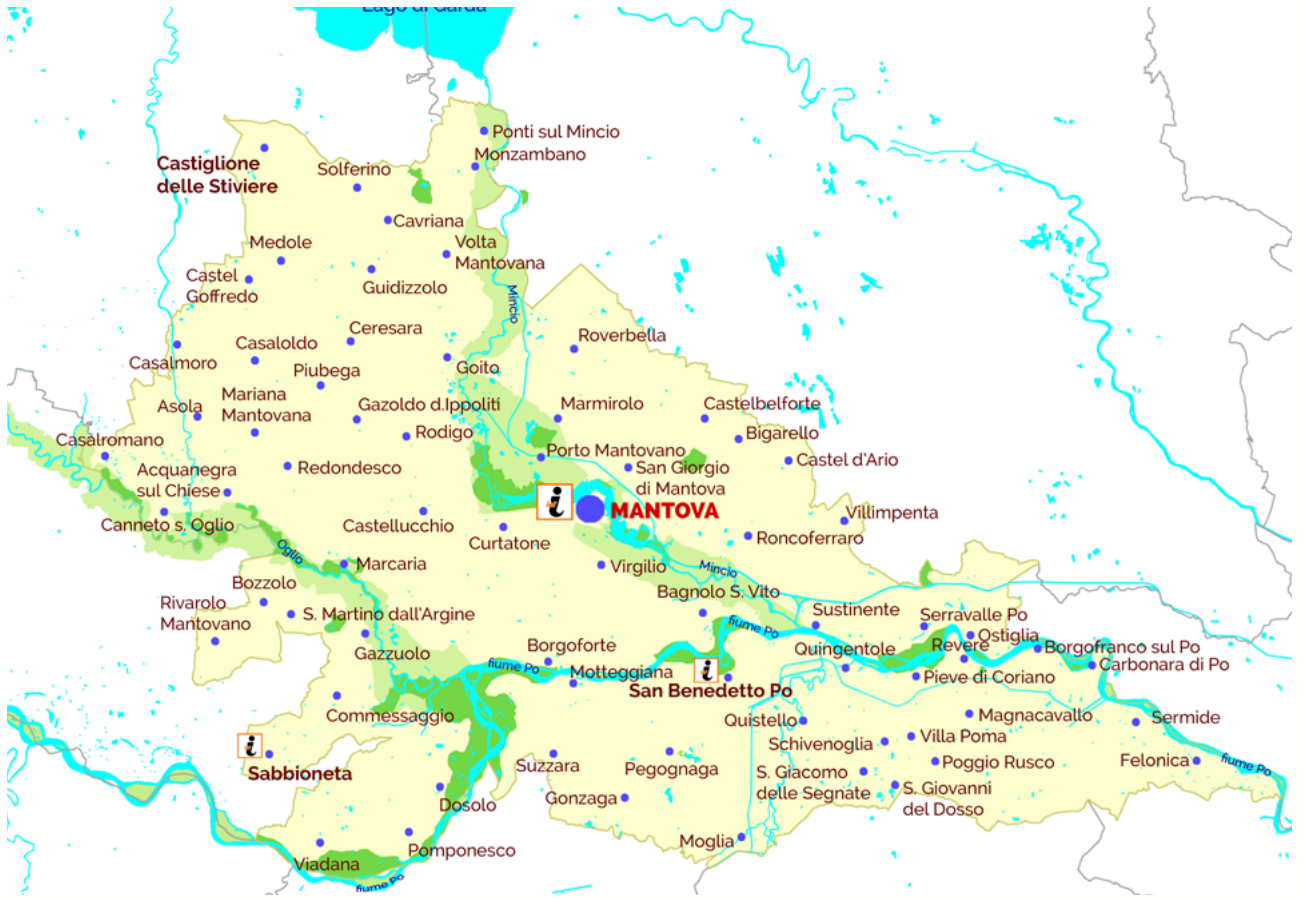 Lago di Garda
Ponti sul Mincio
Monzambano
Castiglione
delle Stiviere
Solferino
Cavriana
Volta
Mantovana
Medole
Castel
Goffredo
Guidizzolo
Mincio
Ceresara
Roverbella
Casaloldo
Casalmoro
Piubega
Goito
Mariana
Mantovana
Asola
Gazoldo d.Ippoliti
Marmirolo
Castelbelforte
Rodigo
Bigarello
Casalromano
Porto Mantovano
Castel d'Ario
Acquanegra
sul Chiese
Redondesco
San Giorgio
di Mantova
i
MANTOVA
Villimpenta
Canneto s. Oglio
Castellucchio
Curtatone
Roncoferraro
Oglio
Marcaria
Virgilio
Mincio
Bozzolo
Bagnolo S. Vito
Rivarolo
Mantovano
S. Martino dall'Argine
Sustinente
Serravalle Po
fiume Po
Ostiglia
Gazzuolo
Borgoforte
Quingentole
Revere
Borgofranco sul Po
fiume Po
Motteggiana
i
Carbonara di Po
San Benedetto Po
Pieve di Coriano
Commessaggio
Quistello
Magnacavallo
Sermide
i
Schivenoglia
Villa Poma
Sabbioneta
Suzzara
Pegognaga
S. Giacomo
delle Segnate
Poggio Rusco
Felonica
fiume Po
Dosolo
Gonzaga
S. Giovanni
del Dosso
Moglia
Viadana
Pomponesco
fiume Po